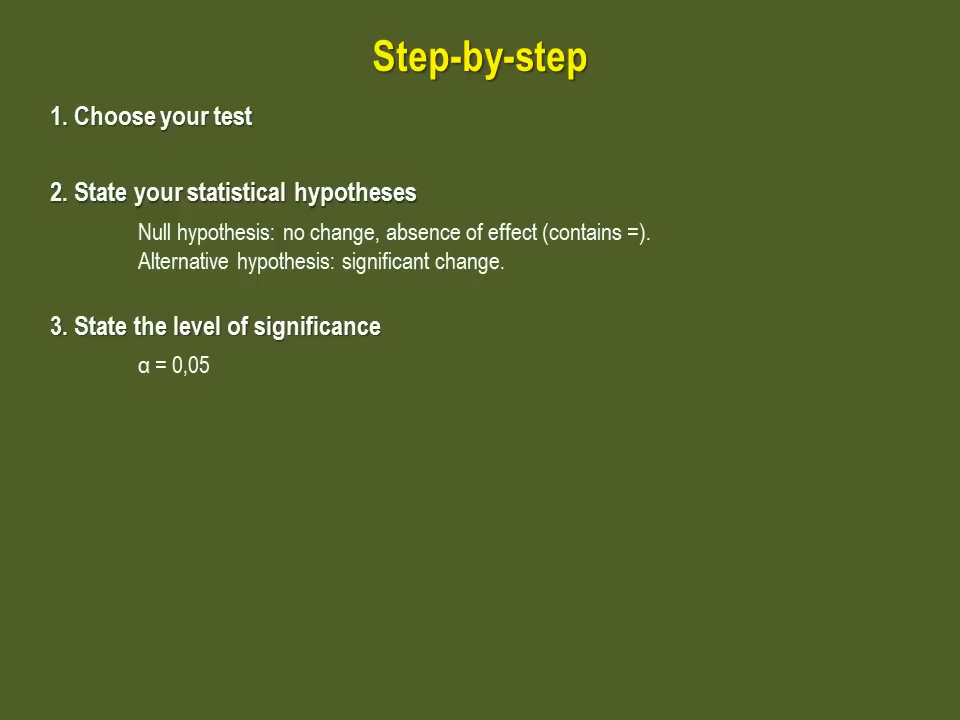 Step-by-step
1. Choose your test
2. State your statistical hypotheses
Null hypothesis: no change, absence of effect (contains =).
Alternative hypothesis: significant change.
3. State the level of significance
α = 0,05